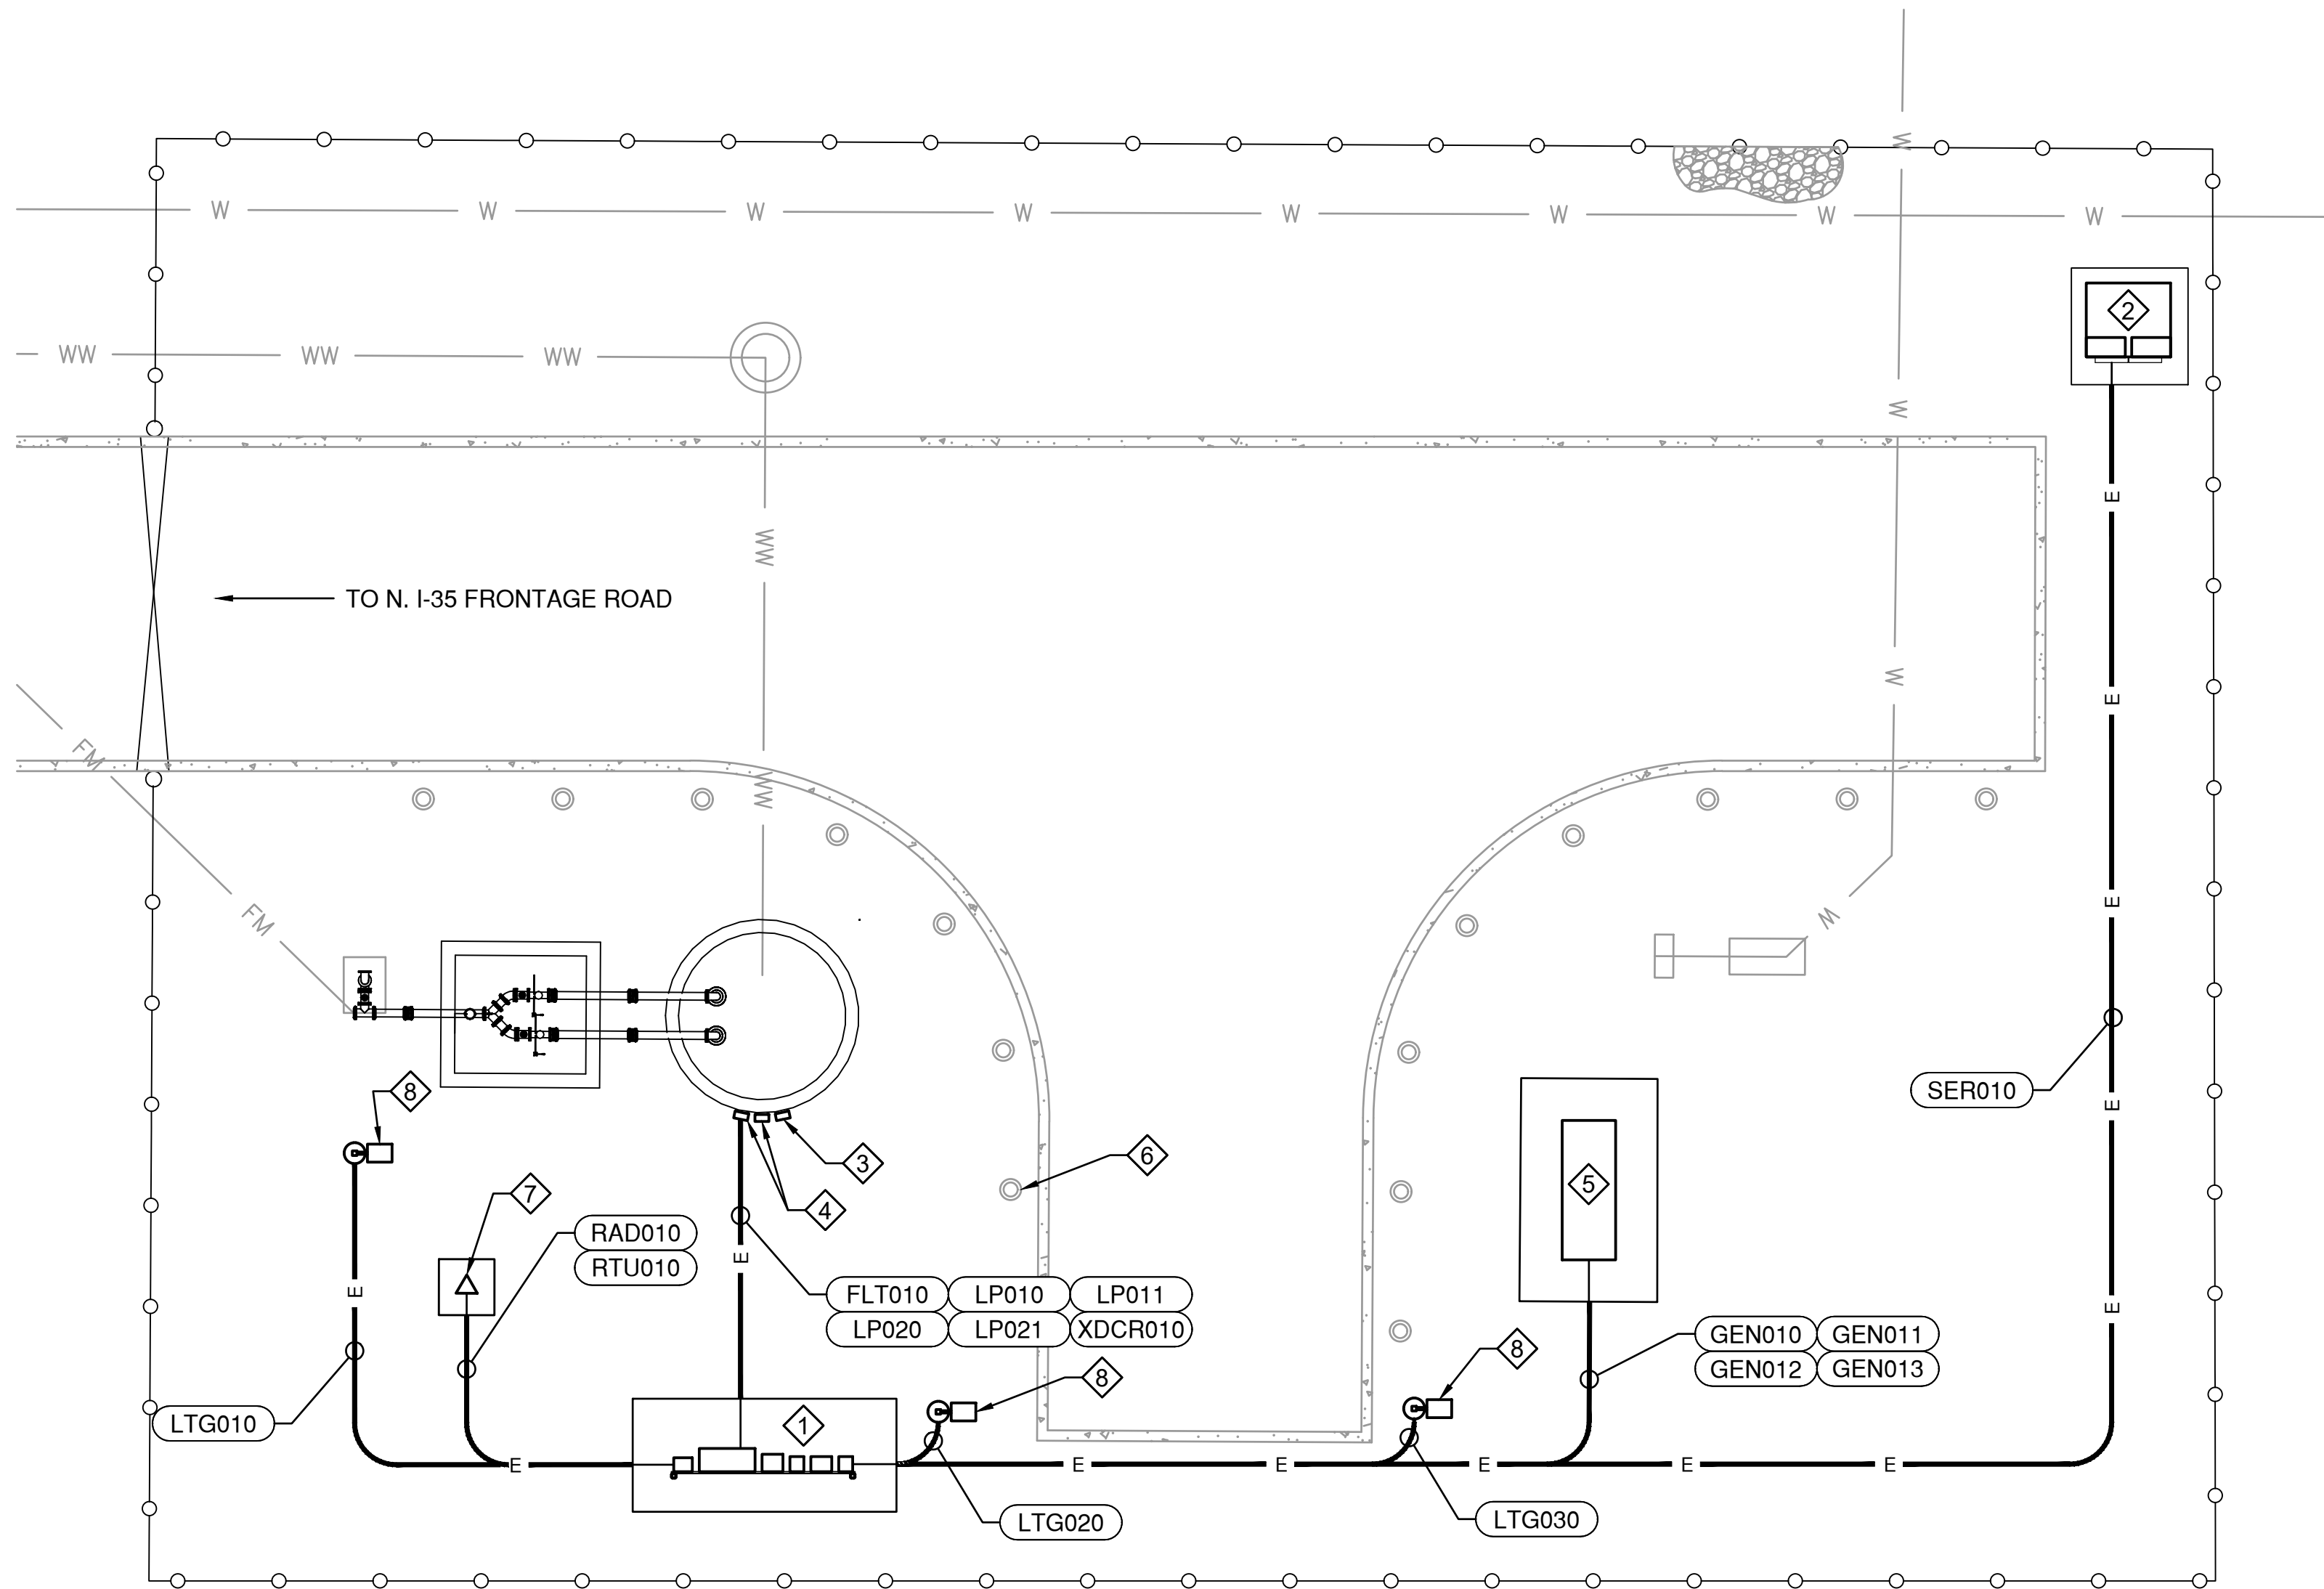 W
W W W W W W W W
2
WW WW WW
W
E
WW
TO N. I-35 FRONTAGE ROAD
W
E
FM
WW
E
FM
W
SER010
E
8
3
6
5
7
4
RAD010
RTU010
E
E
FLT010 LP010 LP011
LP020 LP021 XDCR010
E
GEN010 GEN011
GEN012 GEN013
8
8
LTG010
1
E E E E E E
LTG020
LTG030